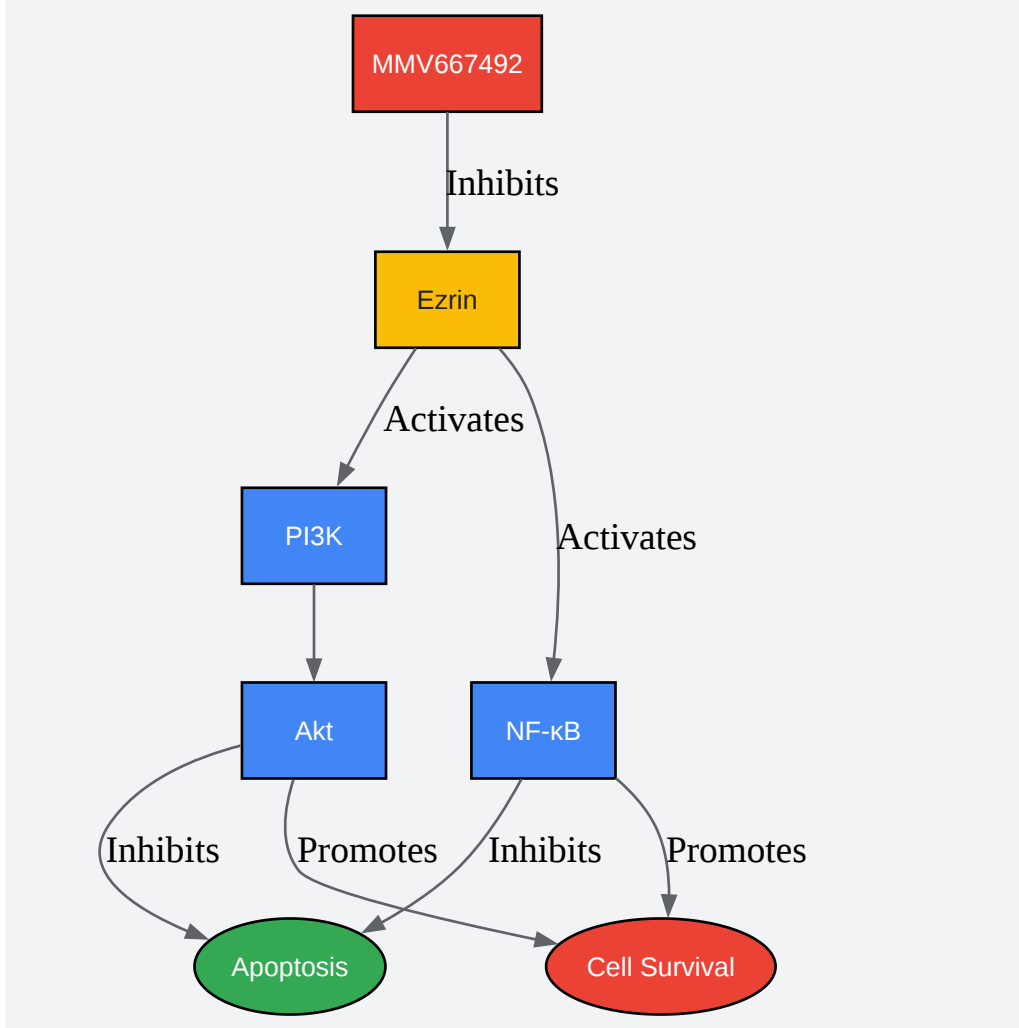 MMV667492
Inhibits
Ezrin
Activates
PI3K
Activates
Akt
NF-κB
Inhibits
Promotes
Inhibits
Promotes
Apoptosis
Cell Survival